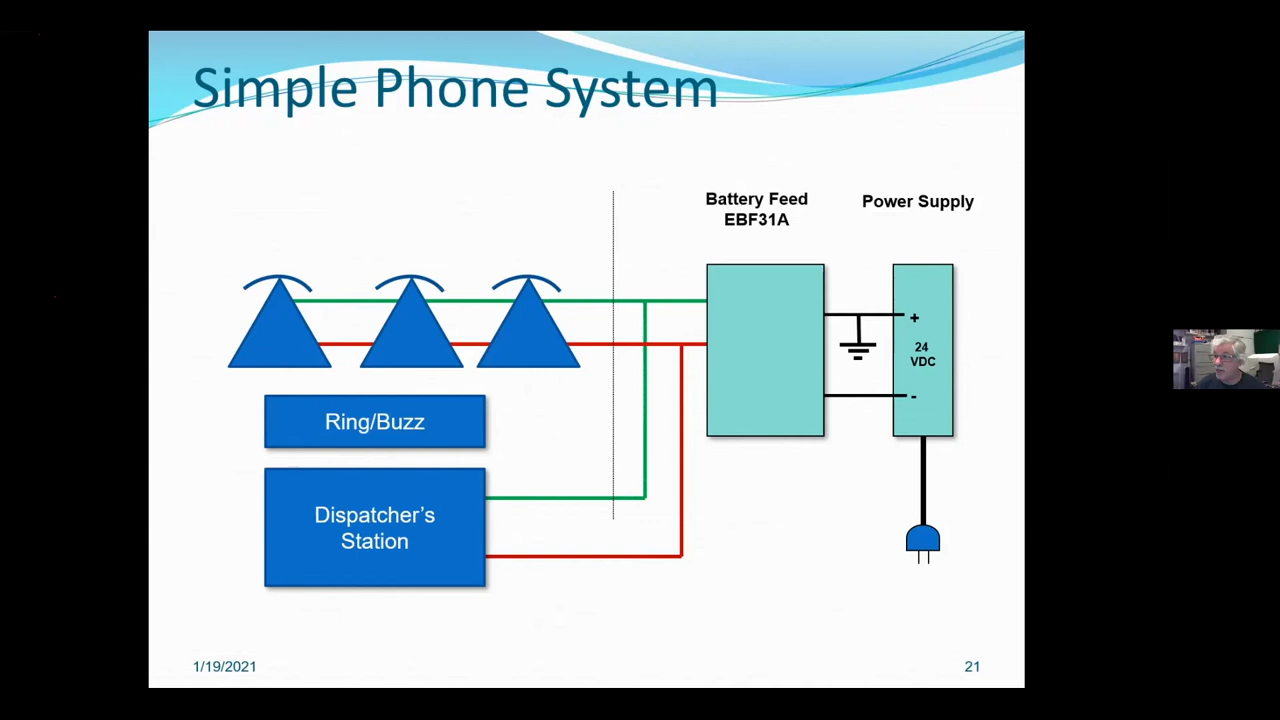 Simple Phone System
Battery Feed
EBF31A
Power Supply
+
24
VDC
-
Ring/Buzz
Dispatcher's
Station
1/19/2021
21